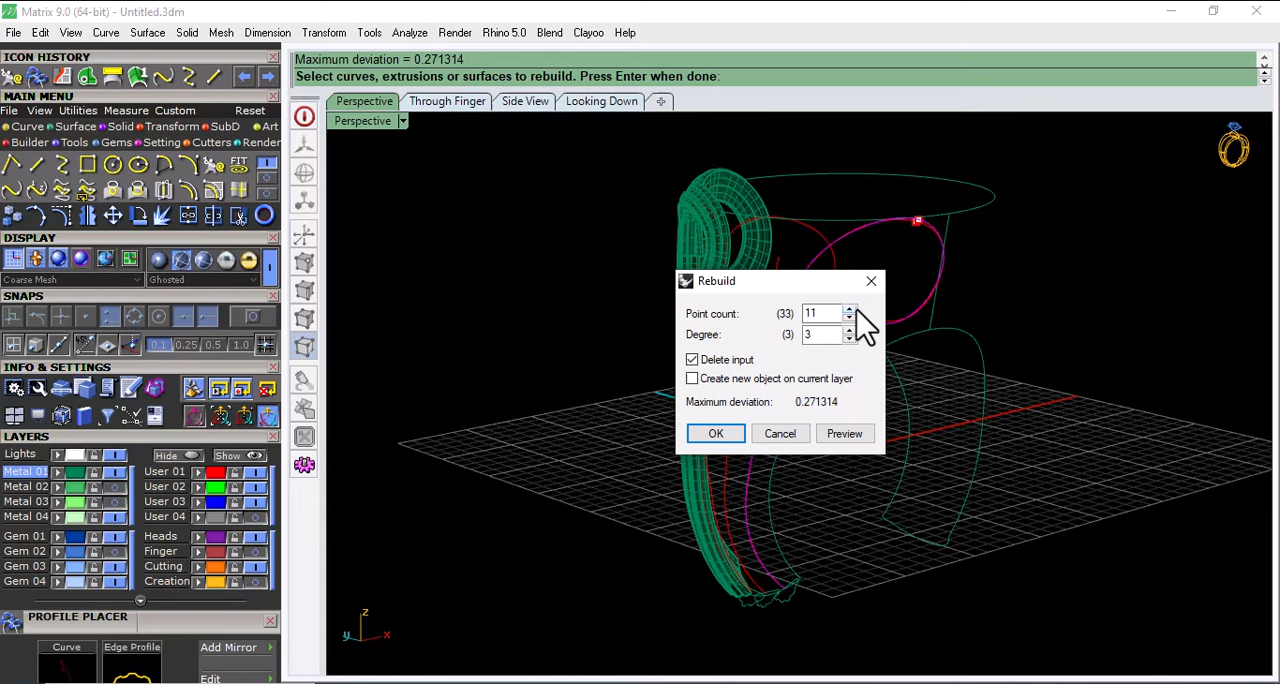 Matrix 9.0 (64-bit) - Untitled.3dm
File Edit View Curve Surface Solid Mesh Dimension Transform Tools Analyze Render Rhino 5.0 Blend Clayoo Help
ICON HISTORY
MAIN MENU
File View Utilities Measure Custom Reset
Curve Surface Solid Transform SubD Art
Builder Tools Gems Setting Cutters Render
FIT
DISPLAY
Coarse Mesh Ghosted
SNAPS
0.1 0.25 0.5 1.0
INFO & SETTINGS
LAYERS
Lights Hide Show
Metal 01 User 01
Metal 02 User 02
Metal 03 User 03
Metal 04 User 04
Gem 01 Heads
Gem 02 Finger
Gem 03 Cutting
Gem 04 Creation
PROFILE PLACER
Curve Edge Profile Add Mirror
Edit
Maximum deviation = 0.271314
Select curves, extrusions or surfaces to rebuild. Press Enter when done:
Perspective Through Finger Side View Looking Down
Perspective
Rebuild
Point count: (33) 11
Degree: (3) 3
Delete input
Create new object on current layer
Maximum deviation: 0.271314
OK Cancel Preview
z
y x